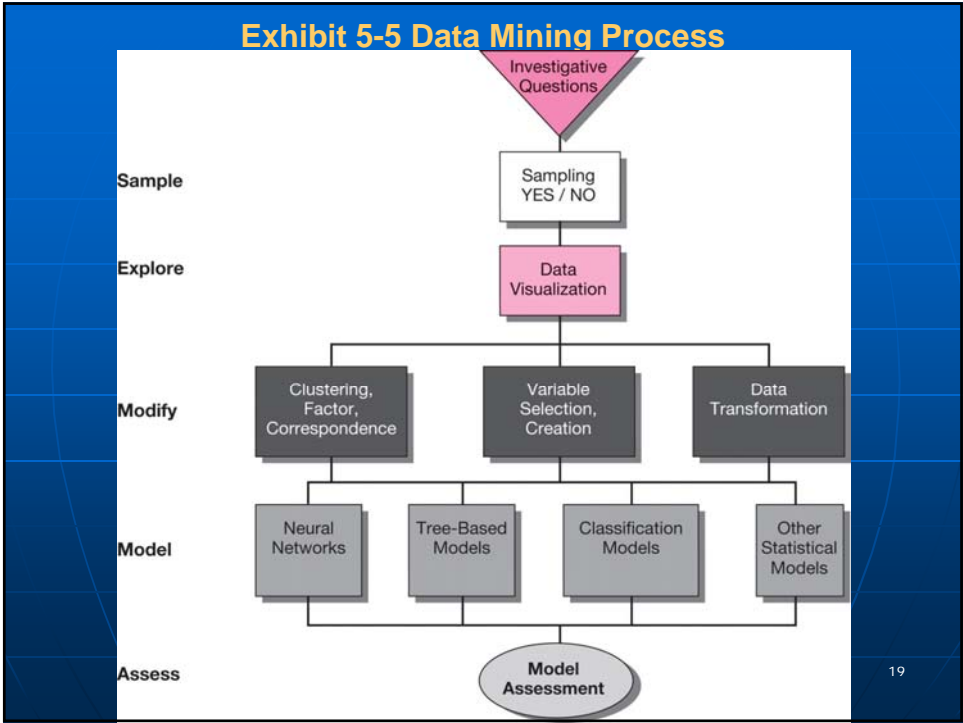 Exhibit 5-5 Data Mining Process
Investigative
Questions
Sample
Sampling
YES / NO
Explore
Data
Visualization
Modify
Clustering,
Factor,
Correspondence
Variable
Selection,
Creation
Data
Transformation
Model
Neural
Networks
Tree-Based
Models
Classification
Models
Other
Statistical
Models
Assess
Model
Assessment
19